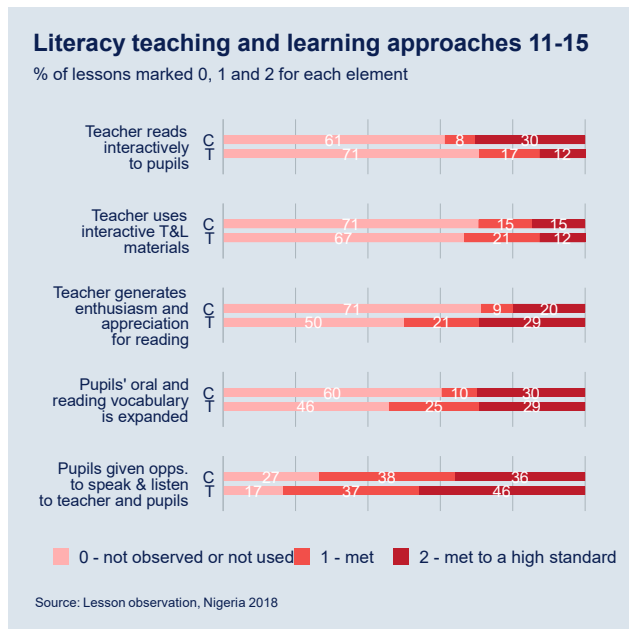 Literacy teaching and learning approaches 11-15
% of lessons marked 0, 1 and 2 for each element
Teacher reads
interactively
to pupils
C 61 8 30
T 71 17 12
Teacher uses
interactive T&L
materials
C 71 15 15
T 67 21 12
Teacher generates
enthusiasm and
appreciation
for reading
C 71 9 20
T 50 21 29
Pupils' oral and
reading vocabulary
is expanded
C 60 10 30
T 46 25 29
Pupils given opps.
to speak & listen
to teacher and pupils
C 27 38 36
T 17 37 46
0 - not observed or not used 1 - met 2 - met to a high standard
Source: Lesson observation, Nigeria 2018